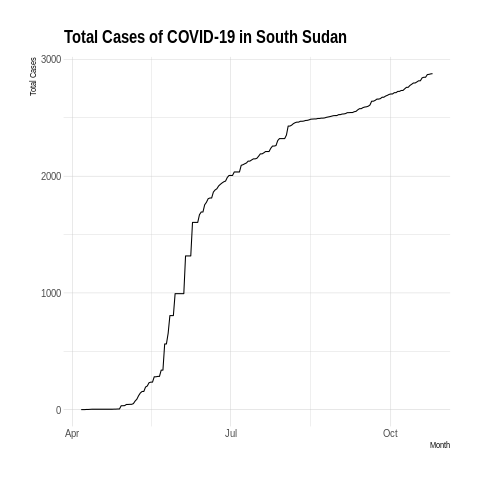 Total Cases of COVID-19 in South Sudan
Total Cases
3000
2000
1000
0
Apr
Jul
Oct
Month